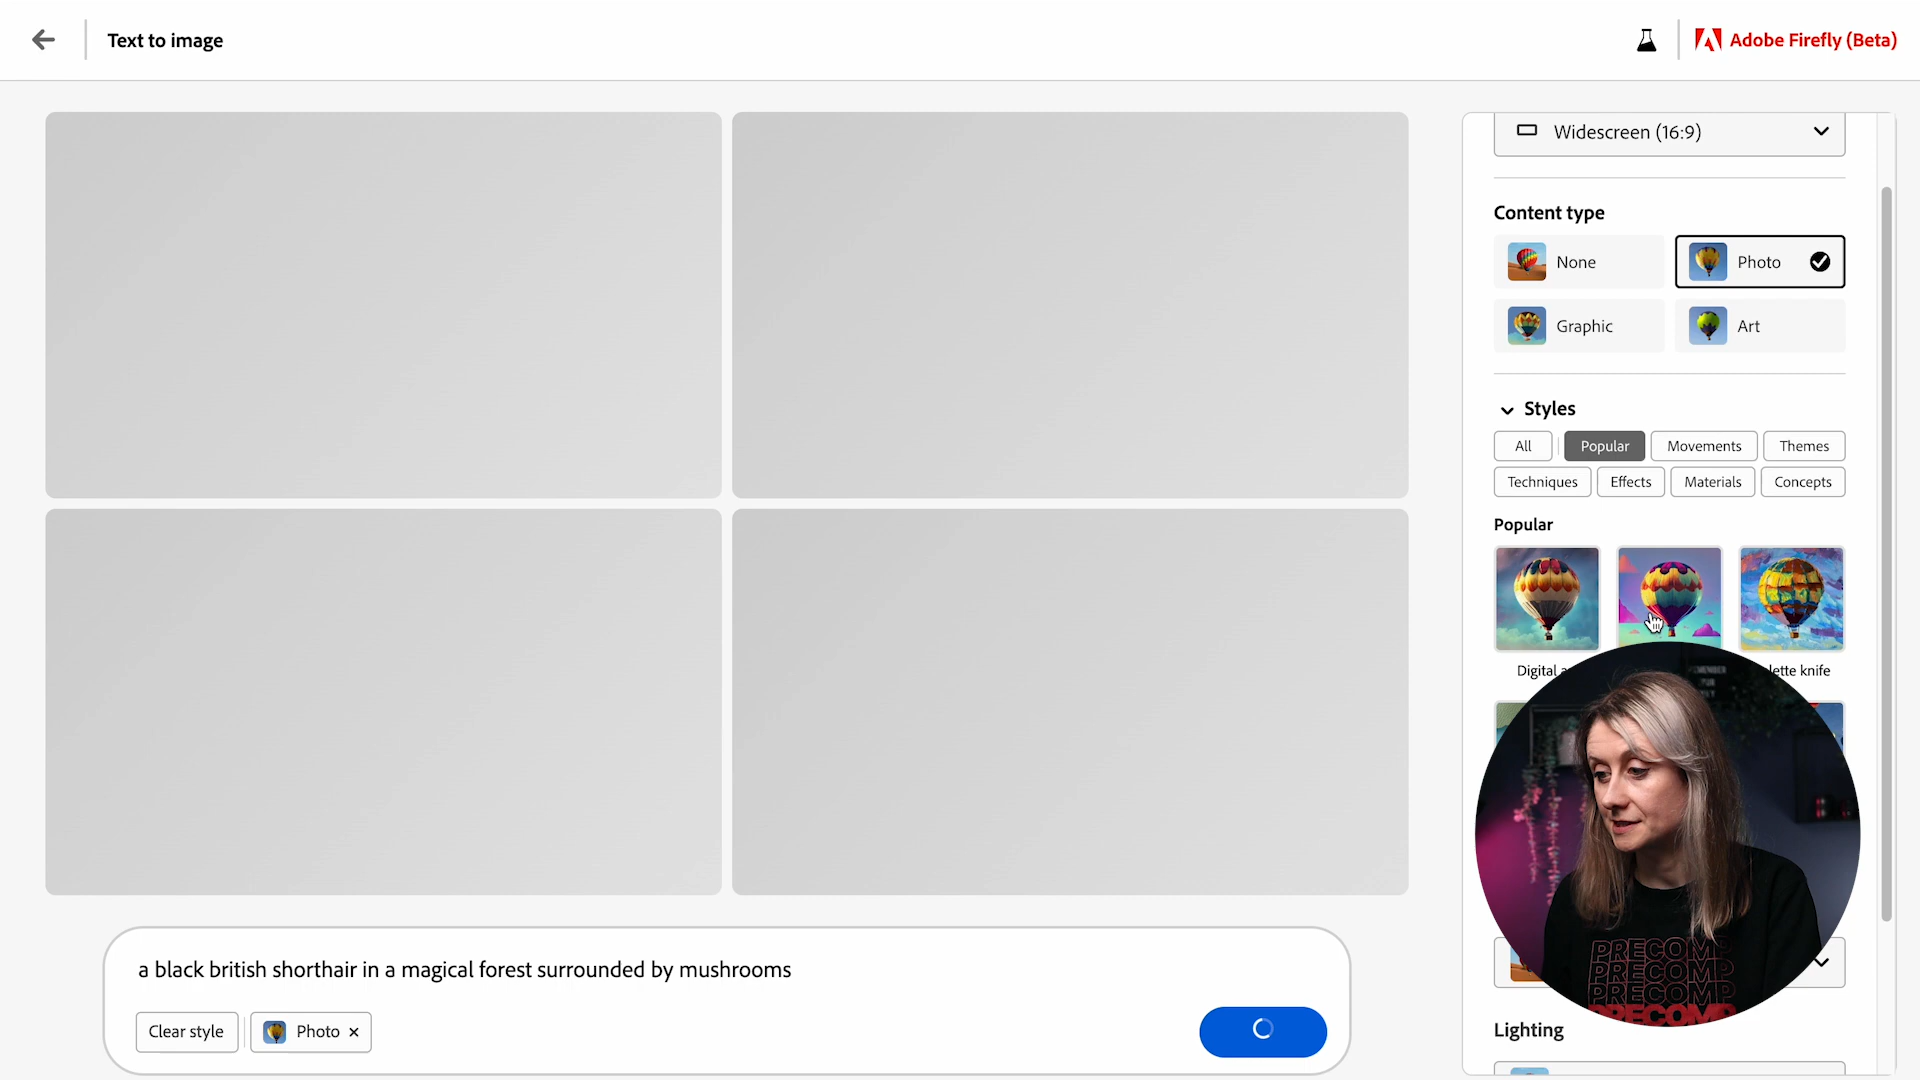 Text to image
Adobe Firefly (Beta)
Widescreen (16:9)
Content type
None
Photo
Graphic
Art
Styles
All
Popular
Movements
Themes
Techniques
Effects
Materials
Concepts
Popular
Digital
knife
PRECOMP
PRECOMP
PRECOMP
PRECOMP
Lighting
a black british shorthair in a magical forest surrounded by mushrooms
Clear style
Photo